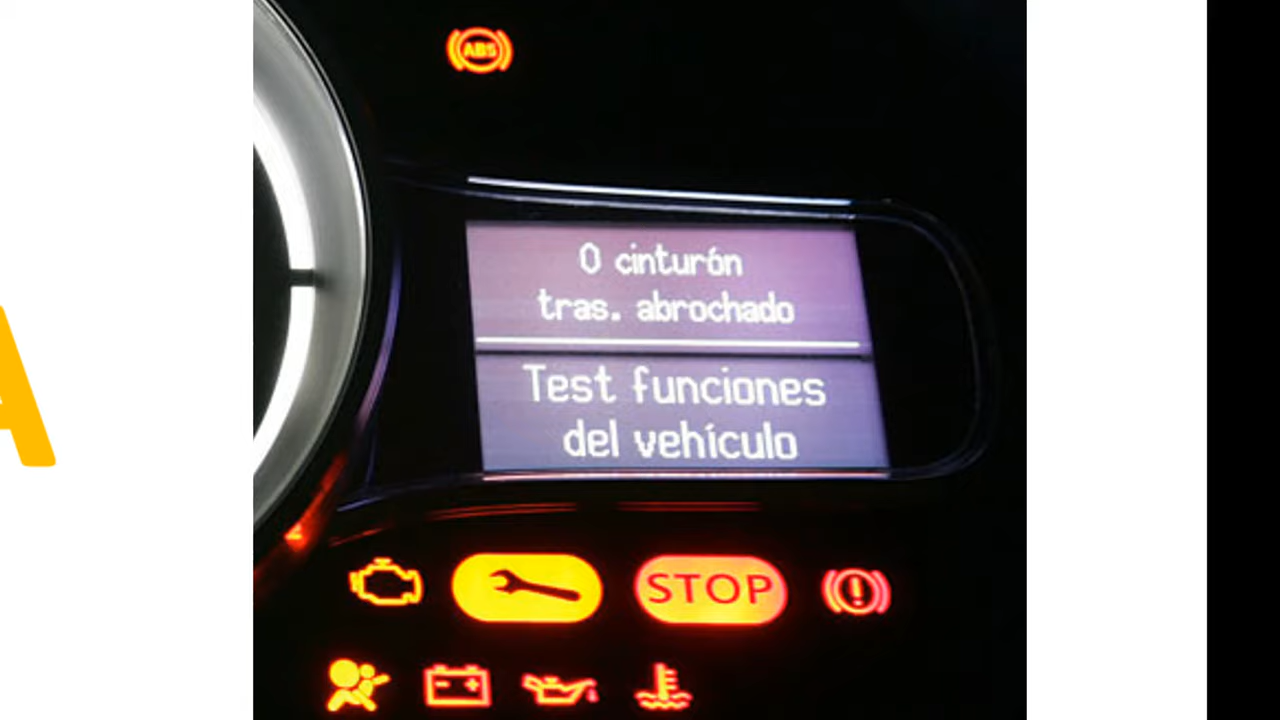 ABS
0 cinturón
tras. abrochado
Test funciones
del vehículo
STOP
A